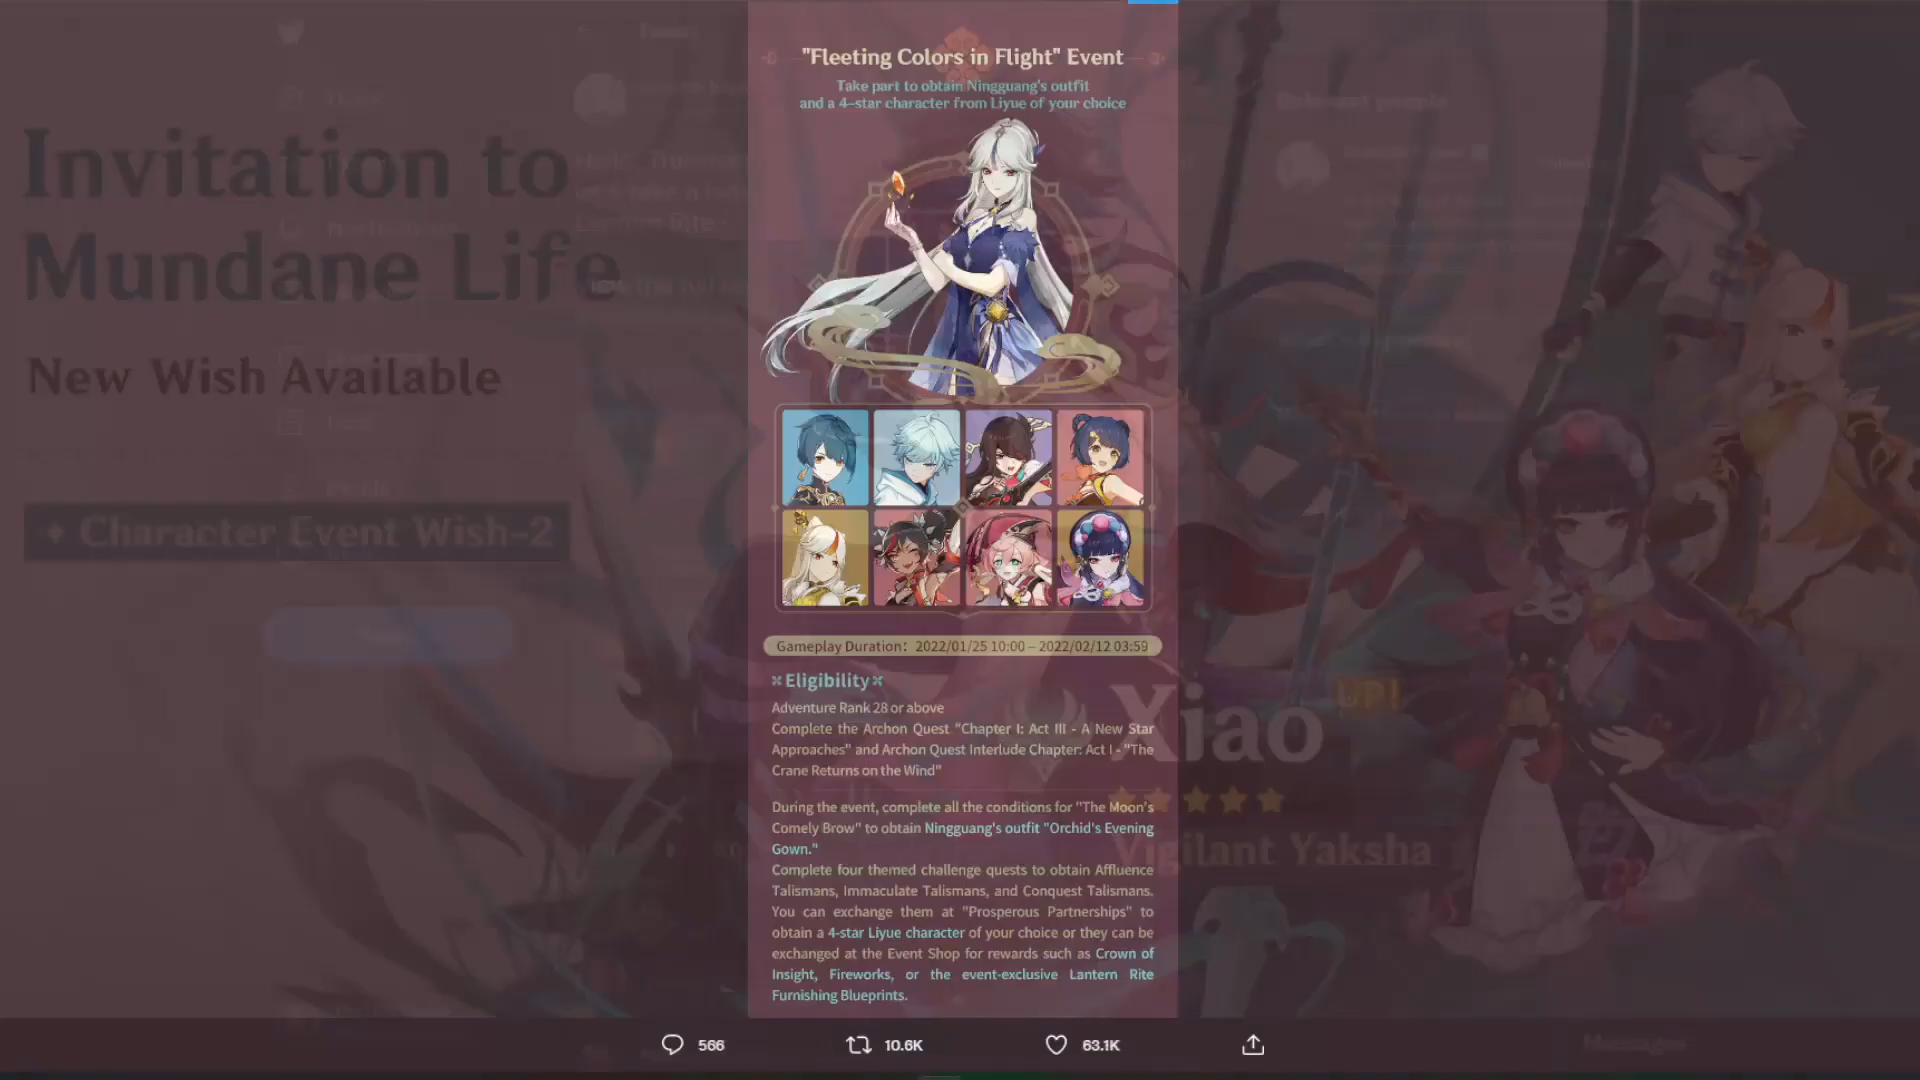 "Fleeting Colors in Flight" Event
Take part to obtain Ningguang's outfit
and a 4-star character from Liyue of your choice
Invitation to
Mundane Life
New Wish Available
Character Event Wish-2
Gameplay Duration: 2022/01/25 10:00 – 2022/02/12 03:59
Eligibility
Adventure Rank 28 or above
Complete the Archon Quest "Chapter I: Act III - A New Star
Approaches" and Archon Quest Interlude Chapter: Act I - "The
Crane Returns on the Wind"
During the event, complete all the conditions for "The Moon's
Comely Brow" to obtain Ningguang's outfit "Orchid's Evening
Gown."
Complete four themed challenge quests to obtain Affluence
Talismans, Immaculate Talismans, and Conquest Talismans.
You can exchange them at "Prosperous Partnerships" to
obtain a 4-star Liyue character of your choice or they can be
exchanged at the Event Shop for rewards such as Crown of
Insight, Fireworks, or the event-exclusive Lantern Rite
Furnishing Blueprints.
UP!
Xiao
Vigilant Yaksha
Relevant people
566
10.6K
63.1K
Messages